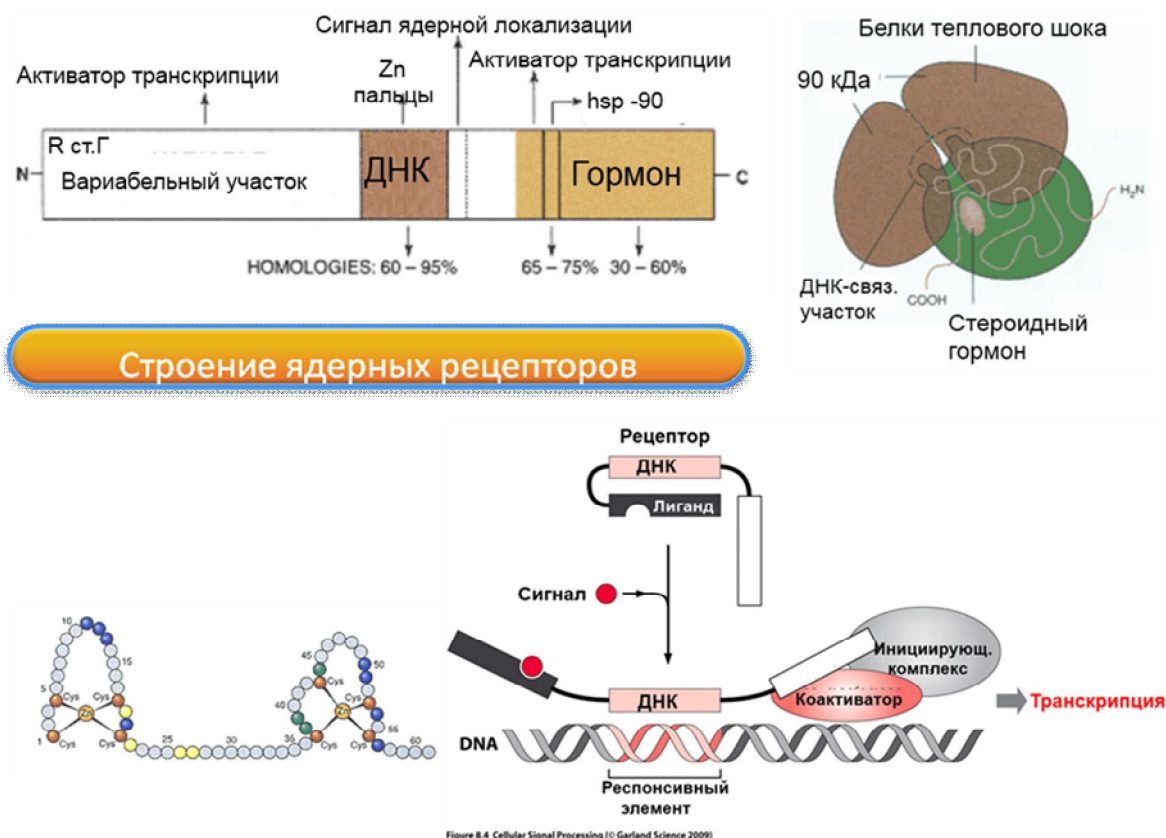 Сигнал ядерной локализации
Активатор транскрипции
Zn
пальцы
Активатор транскрипции
hsp -90
R ст.Г
N
Вариабельный участок
ДНК
Гормон
C
HOMOLOGIES: 60 – 95%
65 – 75%
30 – 60%
Белки теплового шока
90 кДа
H₂N
ДНК-связ.
участок
COOH
Стероидный
гормон
Строение ядерных рецепторов
10
15
5
Cys
Cys
Zn
1
Cys
Cys
25
30
35
40
45
50
Cys
Cys
Zn
55
Cys
Cys
60
Рецептор
ДНК
Лиганд
Сигнал
Инициирующ.
комплекс
Коактиватор
Транскрипция
ДНК
DNA
Респонсивный
элемент
Figure 8.4 Cellular Signal Processing (© Garland Science 2009)